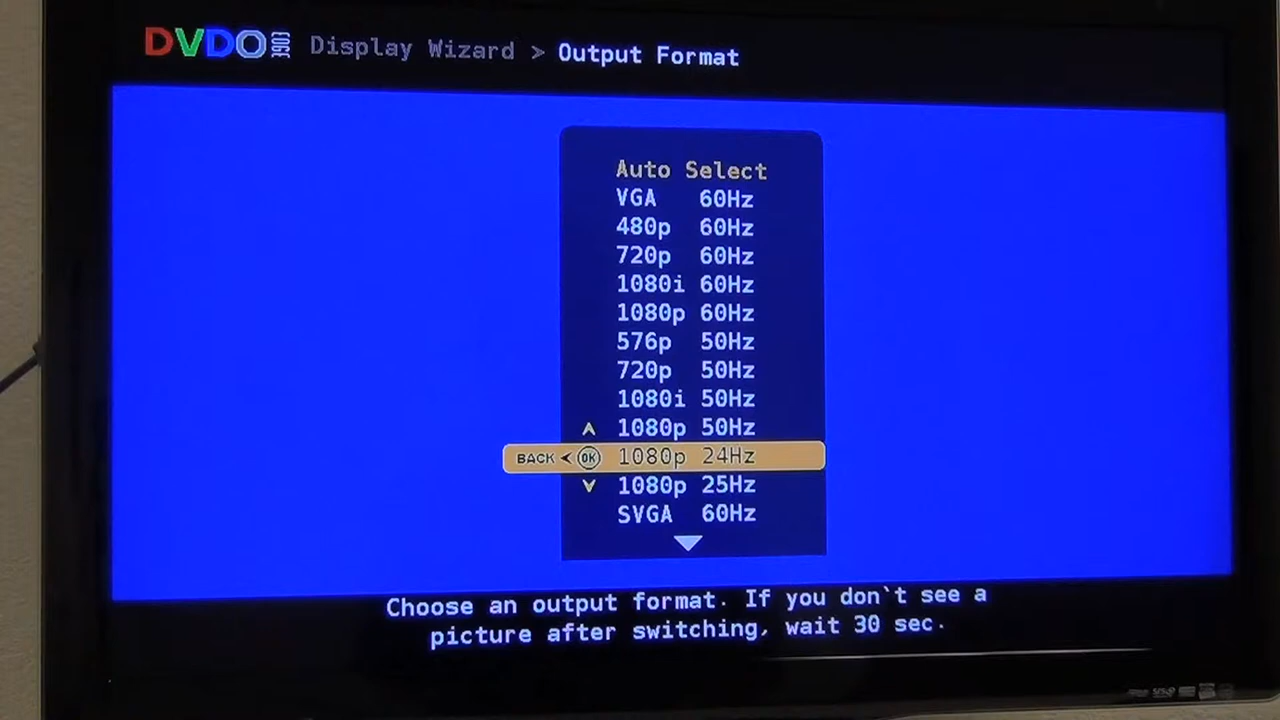 DVDO EDGE Display Wizard > Output Format
Auto Select
VGA 60Hz
480p 60Hz
720p 60Hz
1080i 60Hz
1080p 60Hz
576p 50Hz
720p 50Hz
1080i 50Hz
1080p 50Hz
BACK OK 1080p 24Hz
1080p 25Hz
SVGA 60Hz
Choose an output format. If you don`t see a
picture after switching, wait 30 sec.